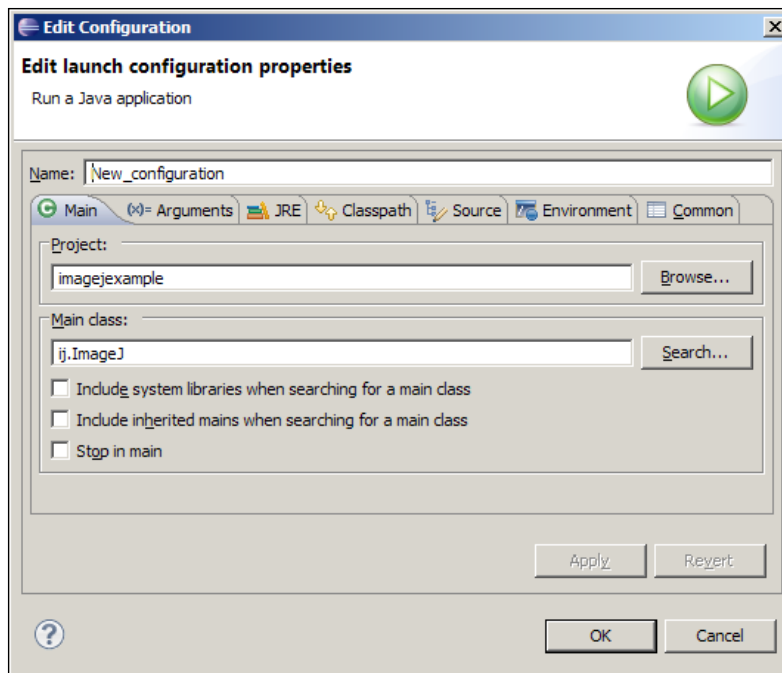 Edit Configuration
Edit launch configuration properties
Run a Java application
Name: New_configuration
Main (x)= Arguments JRE Classpath Source Environment Common
Project:
imagejexample Browse...
Main class:
ij.ImageJ Search...
Include system libraries when searching for a main class
Include inherited mains when searching for a main class
Stop in main
Apply Revert
? OK Cancel